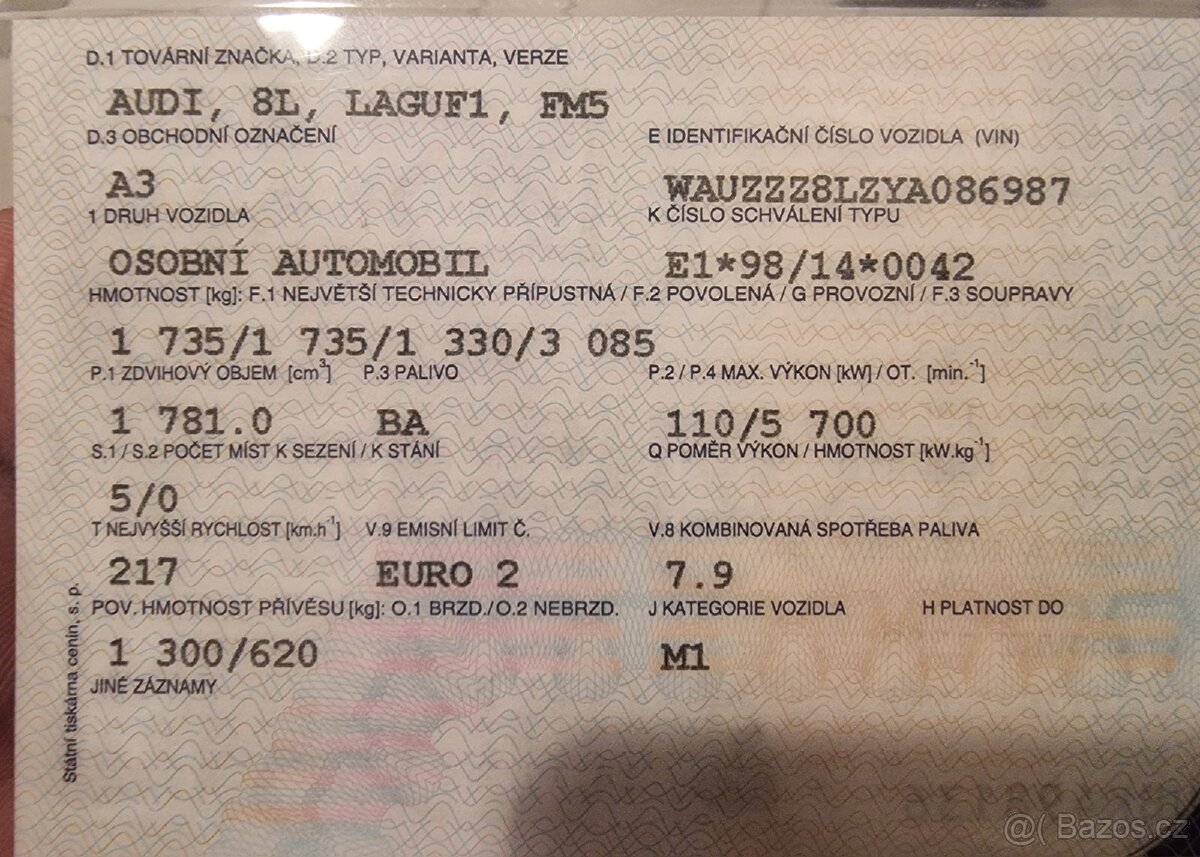 D.1 TOVÁRNÍ ZNAČKA, D.2 TYP, VARIANTA, VERZE
AUDI, 8L, LAGUF1, FM5
D.3 OBCHODNÍ OZNAČENÍ
E IDENTIFIKAČNÍ ČÍSLO VOZIDLA (VIN)
A3
WAUZZZ8LZYA086987
1 DRUH VOZIDLA
K ČÍSLO SCHVÁLENÍ TYPU
OSOBNÍ AUTOMOBIL
E1*98/14*0042
HMOTNOST [kg]: F.1 NEJVĚTŠÍ TECHNICKY PŘÍPUSTNÁ / F.2 POVOLENÁ / G PROVOZNÍ / F.3 SOUPRAVY
1 735/1 735/1 330/3 085
P.1 ZDVIHOVÝ OBJEM [cm³] P.3 PALIVO
P.2 / P.4 MAX. VÝKON [kW] / OT. [min.⁻¹]
1 781.0 BA
110/5 700
S.1 / S.2 POČET MÍST K SEZENÍ / K STÁNÍ
Q POMĚR VÝKON / HMOTNOST [kW.kg⁻¹]
5/0
T NEJVYŠŠÍ RYCHLOST [km.h⁻¹] V.9 EMISNÍ LIMIT Č.
V.8 KOMBINOVANÁ SPOTŘEBA PALIVA
217 EURO 2
7.9
POV. HMOTNOST PŘÍVĚSU [kg]: O.1 BRZD./O.2 NEBRZD.
J KATEGORIE VOZIDLA H PLATNOST DO
1 300/620
M1
JINÉ ZÁZNAMY
Státní tiskárna cenin, s. p.
@( Bazos.cz